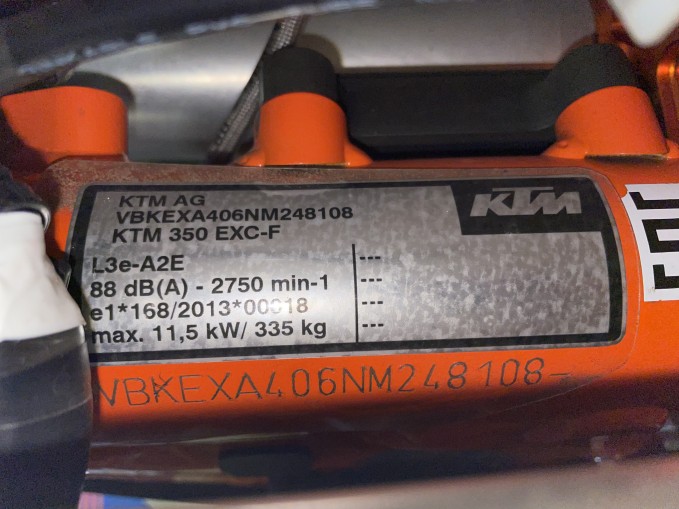 KTM AG
VBKEXA406NM248108
KTM 350 EXC-F
KTM
L3e-A2E
88 dB(A) - 2750 min-1
e1*168/2013*00018
max. 11,5 kW/ 335 kg
---
---
---
---
VBKEXA406NM248108-